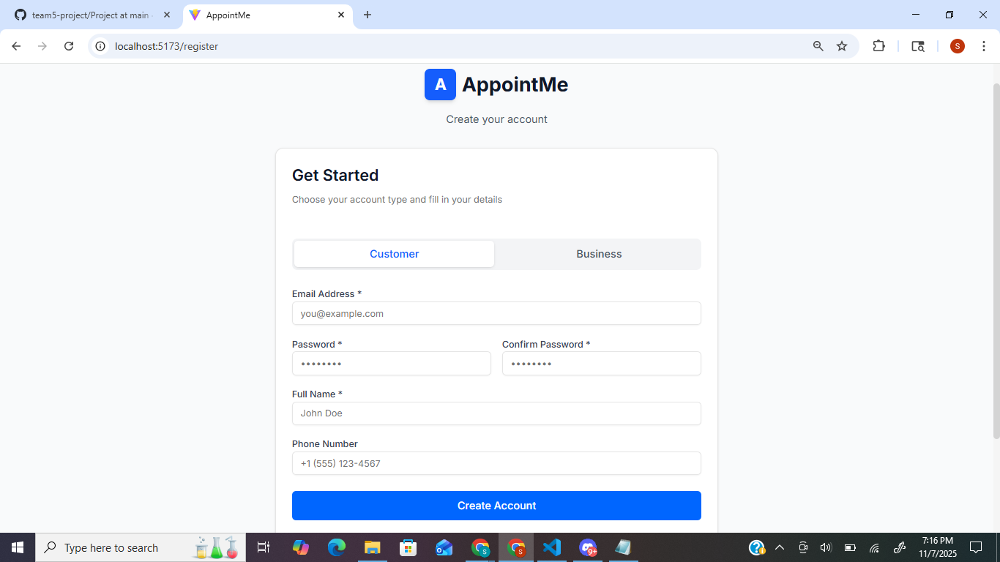 team5-project/Project at main
AppointMe
localhost:5173/register
S
A AppointMe
Create your account
Get Started
Choose your account type and fill in your details
Customer Business
Email Address *
you@example.com
Password * Confirm Password *
•••••••• ••••••••
Full Name *
John Doe
Phone Number
+1 (555) 123-4567
Create Account
Type here to search
S
S
9+
7:16 PM
11/7/2025